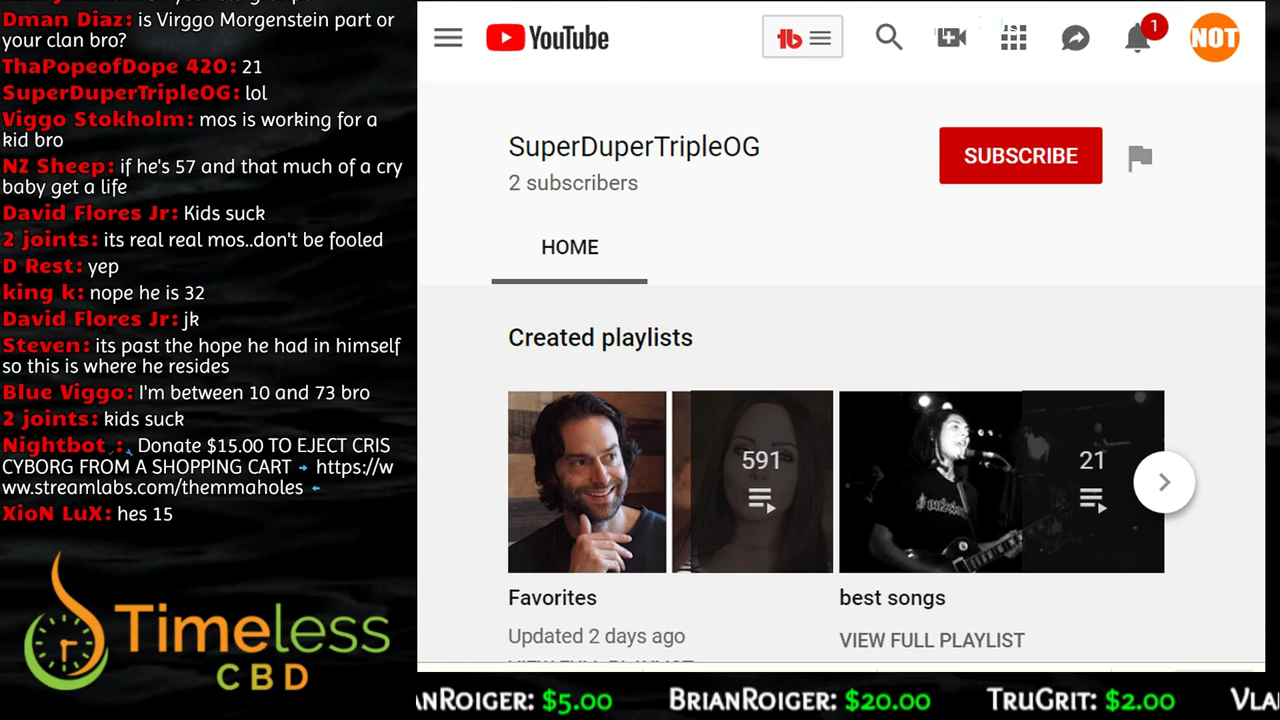 Dman Diaz: is Virggo Morgenstein part or
your clan bro?
ThaPopeofDope 420: 21
SuperDuperTripleOG: lol
Viggo Stokholm: mos is working for a
kid bro
NZ Sheep: if he's 57 and that much of a cry
baby get a life
David Flores Jr: Kids suck
2 joints: its real real mos..don't be fooled
D Rest: yep
king k: nope he is 32
David Flores Jr: jk
Steven: its past the hope he had in himself
so this is where he resides
Blue Viggo: I'm between 10 and 73 bro
2 joints: kids suck
Nightbot : Donate $15.00 TO EJECT CRIS
CYBORG FROM A SHOPPING CART https://w
ww.streamlabs.com/themmaholes
XioN LuX: hes 15
Timeless
CBD
YouTube
tb
1
NOT
SuperDuperTripleOG
2 subscribers
SUBSCRIBE
HOME
Created playlists
591
21
Favorites
best songs
Updated 2 days ago
VIEW FULL PLAYLIST
ANROIGER: $5.00 BRIANROIGER: $20.00 TRUGRIT: $2.00 VLA